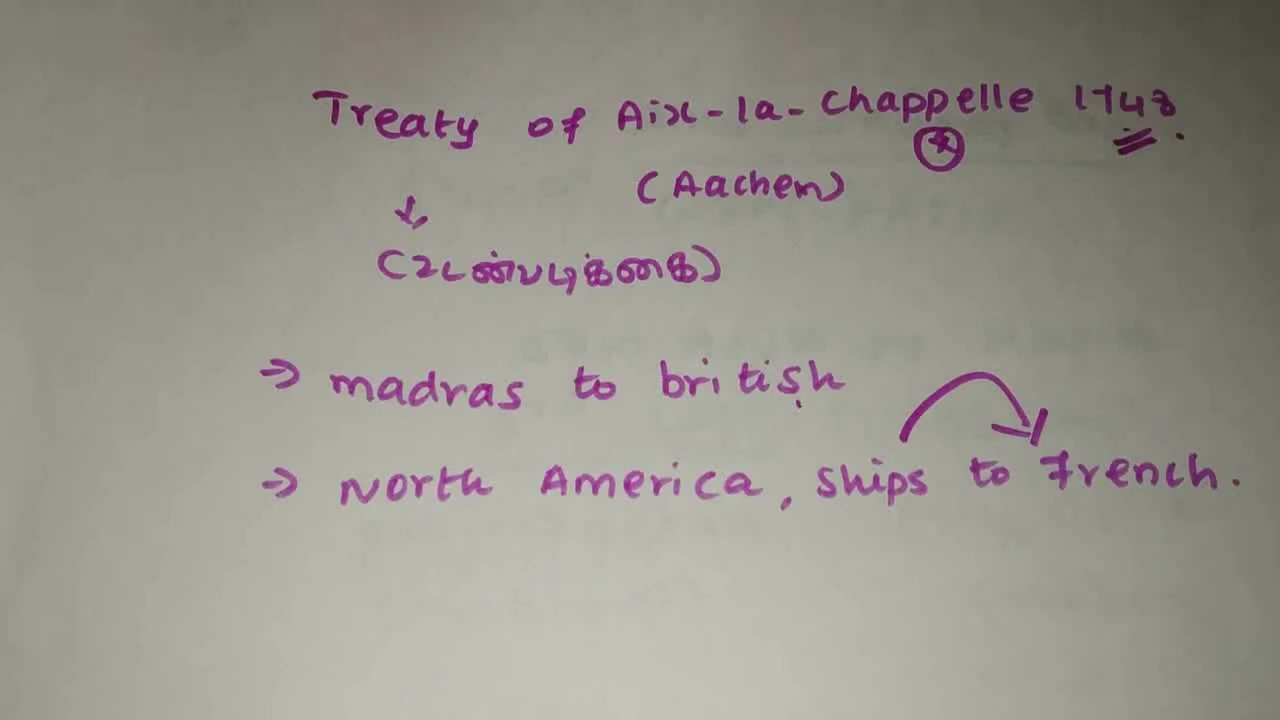 Treaty of Aix-la-Chappelle 1748.
(Aachen)
(உடன்படிக்கை)
→ madras to british
→ North America, ships to French.